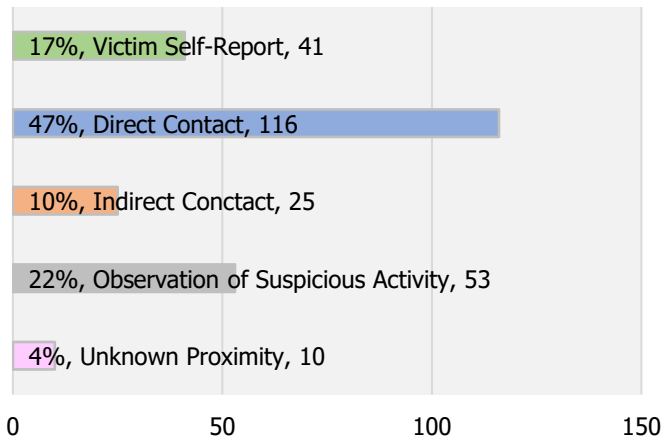 17%, Victim Self-Report, 41
47%, Direct Contact, 116
10%, Indirect Conctact, 25
22%, Observation of Suspicious Activity, 53
4%, Unknown Proximity, 10
0 50 100 150